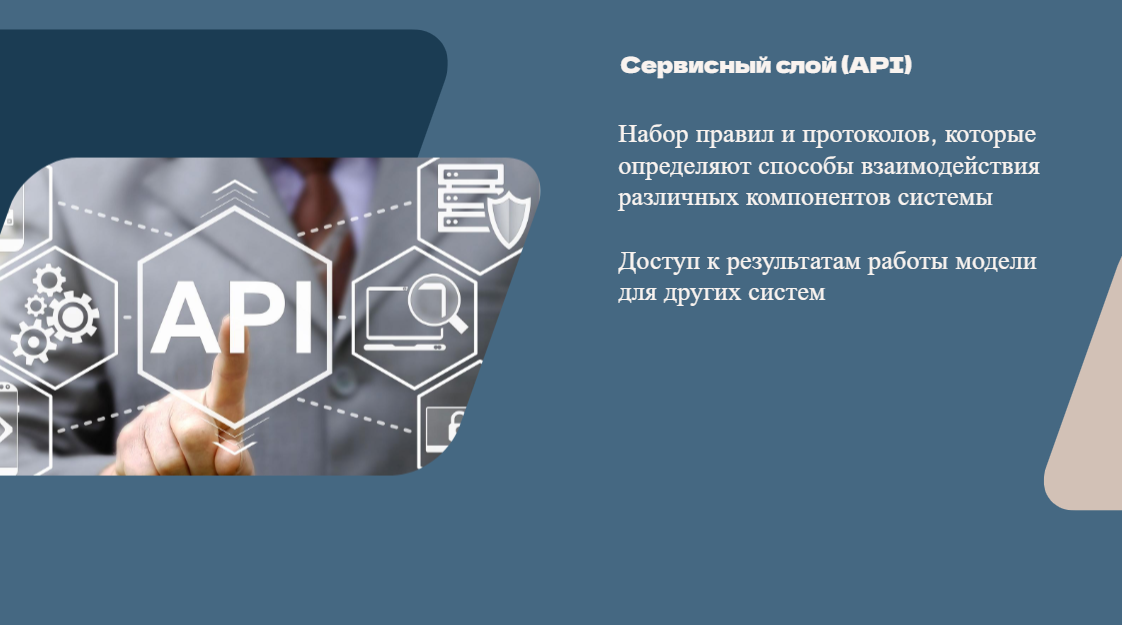 Сервисный слой (API)
Набор правил и протоколов, которые
определяют способы взаимодействия
различных компонентов системы
Доступ к результатам работы модели
для других систем
API